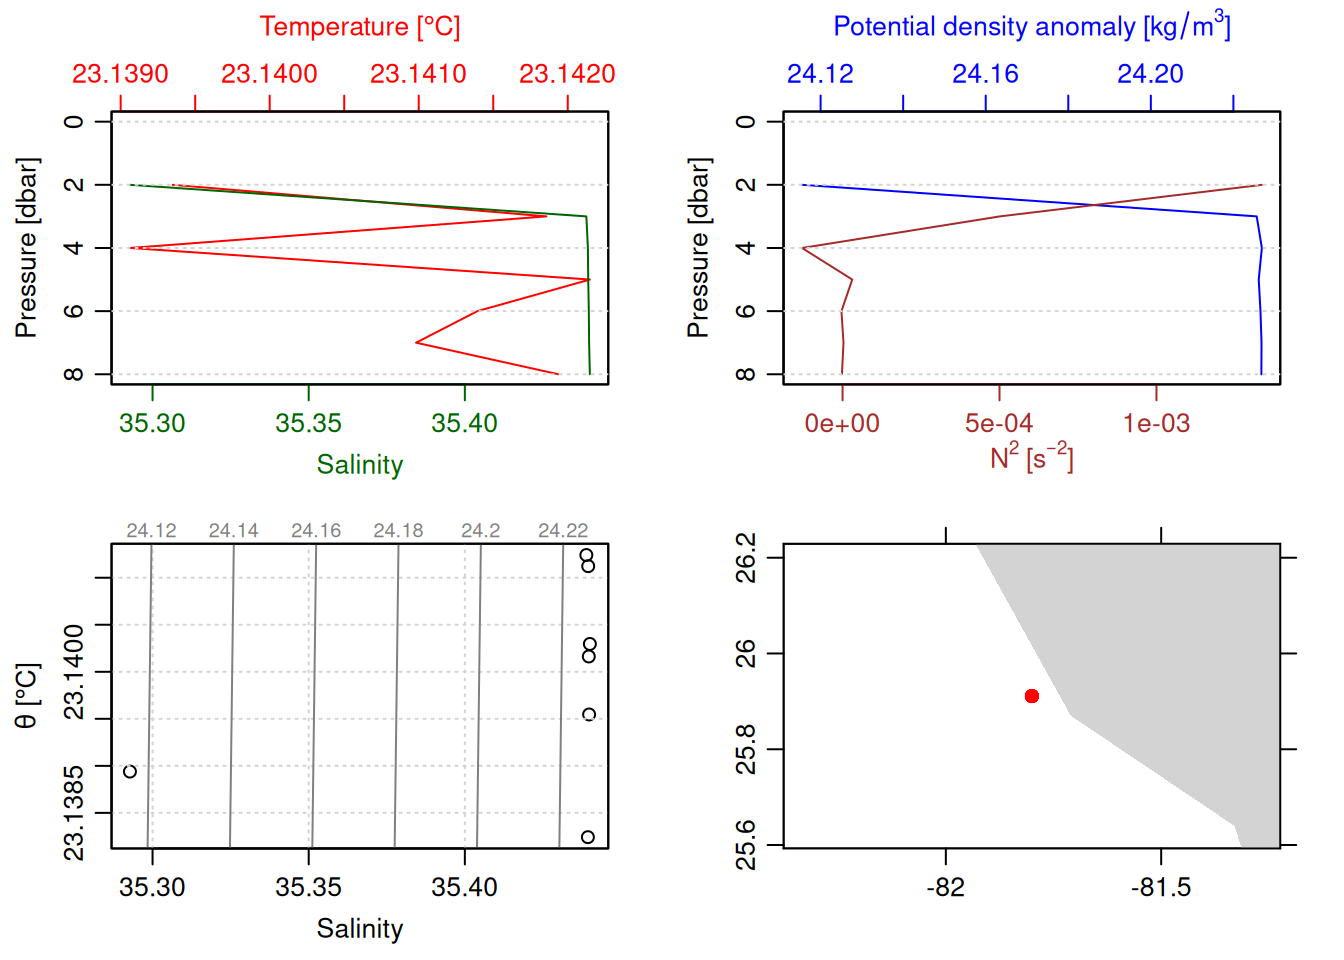 Temperature [°C]
23.1390 23.1400 23.1410 23.1420
Pressure [dbar]
0
2
4
6
8
35.30 35.35 35.40
Salinity
Potential density anomaly [kg/m³]
24.12 24.16 24.20
Pressure [dbar]
0
2
4
6
8
0e+00 5e-04 1e-03
N² [s⁻²]
24.12 24.14 24.16 24.18 24.2 24.22
θ [°C]
23.1400
23.1385
35.30 35.35 35.40
Salinity
26.2
26
25.8
25.6
-82 -81.5